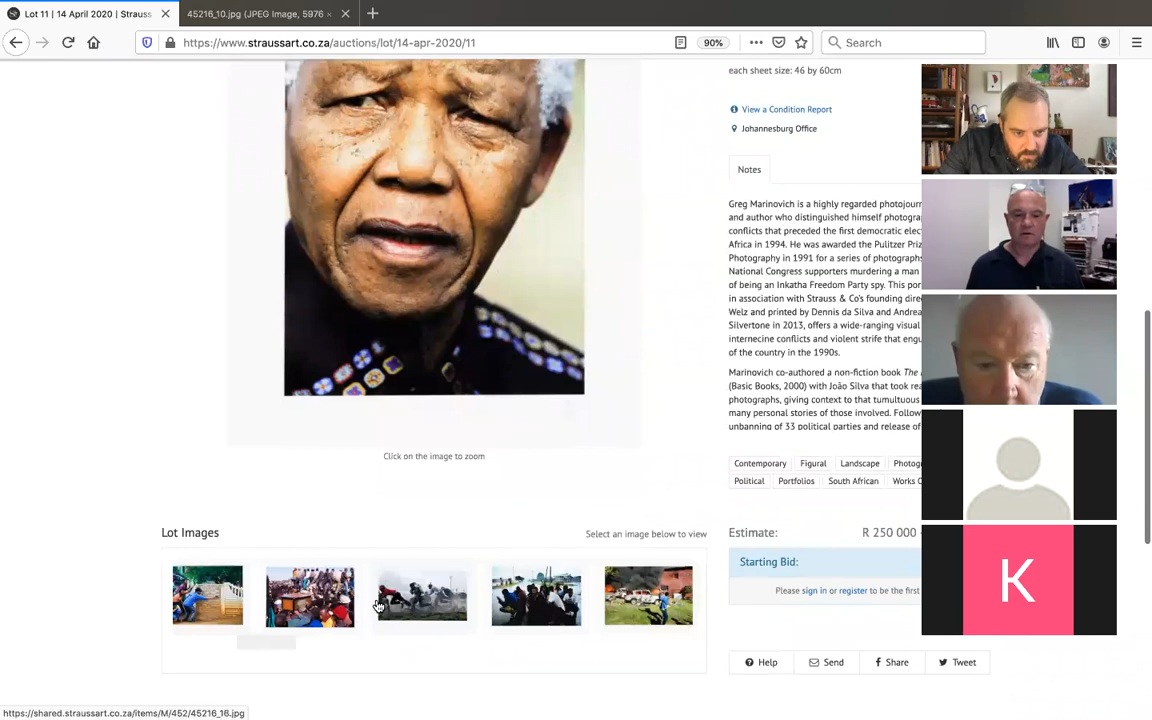 Lot 11 | 14 April 2020 | Strauss
45216_10.jpg (JPEG Image, 5976 ×
https://www.straussart.co.za/auctions/lot/14-apr-2020/11
90%
Search
each sheet size: 46 by 60cm
View a Condition Report
Johannesburg Office
Notes
Greg Marinovich is a highly regarded photojourn
and author who distinguished himself photogra
conflicts that preceded the first democratic elec
Africa in 1994. He was awarded the Pulitzer Priz
Photography in 1991 for a series of photographs
National Congress supporters murdering a man
of being an Inkatha Freedom Party spy. This por
in association with Strauss & Co's founding dire
Welz and printed by Dennis da Silva and Andrea
Silvertone in 2013, offers a wide-ranging visual
internecine conflicts and violent strife that engu
of the country in the 1990s.
Marinovich co-authored a non-fiction book The
(Basic Books, 2000) with João Silva that took rea
photographs, giving context to that tumultuous
many personal stories of those involved. Follow
unbanning of 33 political parties and release of
Click on the image to zoom
Contemporary Figural Landscape Photog
Political Portfolios South African Works C
Lot Images
Select an image below to view
Estimate: R 250 000
Starting Bid:
Please sign in or register to be the first
K
Help Send Share Tweet
https://shared.straussart.co.za/items/M/452/45216_16.jpg